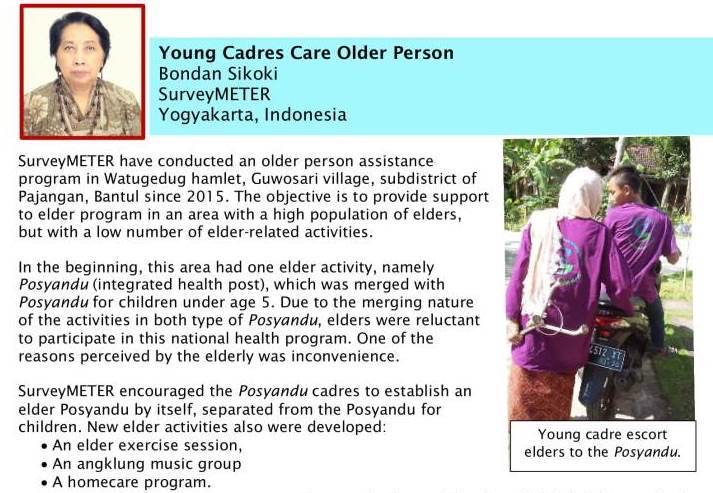 Young Cadres Care Older Person
Bondan Sikoki
SurveyMETER
Yogyakarta, Indonesia
SurveyMETER have conducted an older person assistance
program in Watugedug hamlet, Guwosari village, subdistrict of
Pajangan, Bantul since 2015. The objective is to provide support
to elder program in an area with a high population of elders,
but with a low number of elder-related activities.
In the beginning, this area had one elder activity, namely
Posyandu (integrated health post), which was merged with
Posyandu for children under age 5. Due to the merging nature
of the activities in both type of Posyandu, elders were reluctant
to participate in this national health program. One of the
reasons perceived by the elderly was inconvenience.
SurveyMETER encouraged the Posyandu cadres to establish an
elder Posyandu by itself, separated from the Posyandu for
children. New elder activities also were developed:
• An elder exercise session,
• An angklung music group
• A homecare program.
Young cadre escort
elders to the Posyandu.